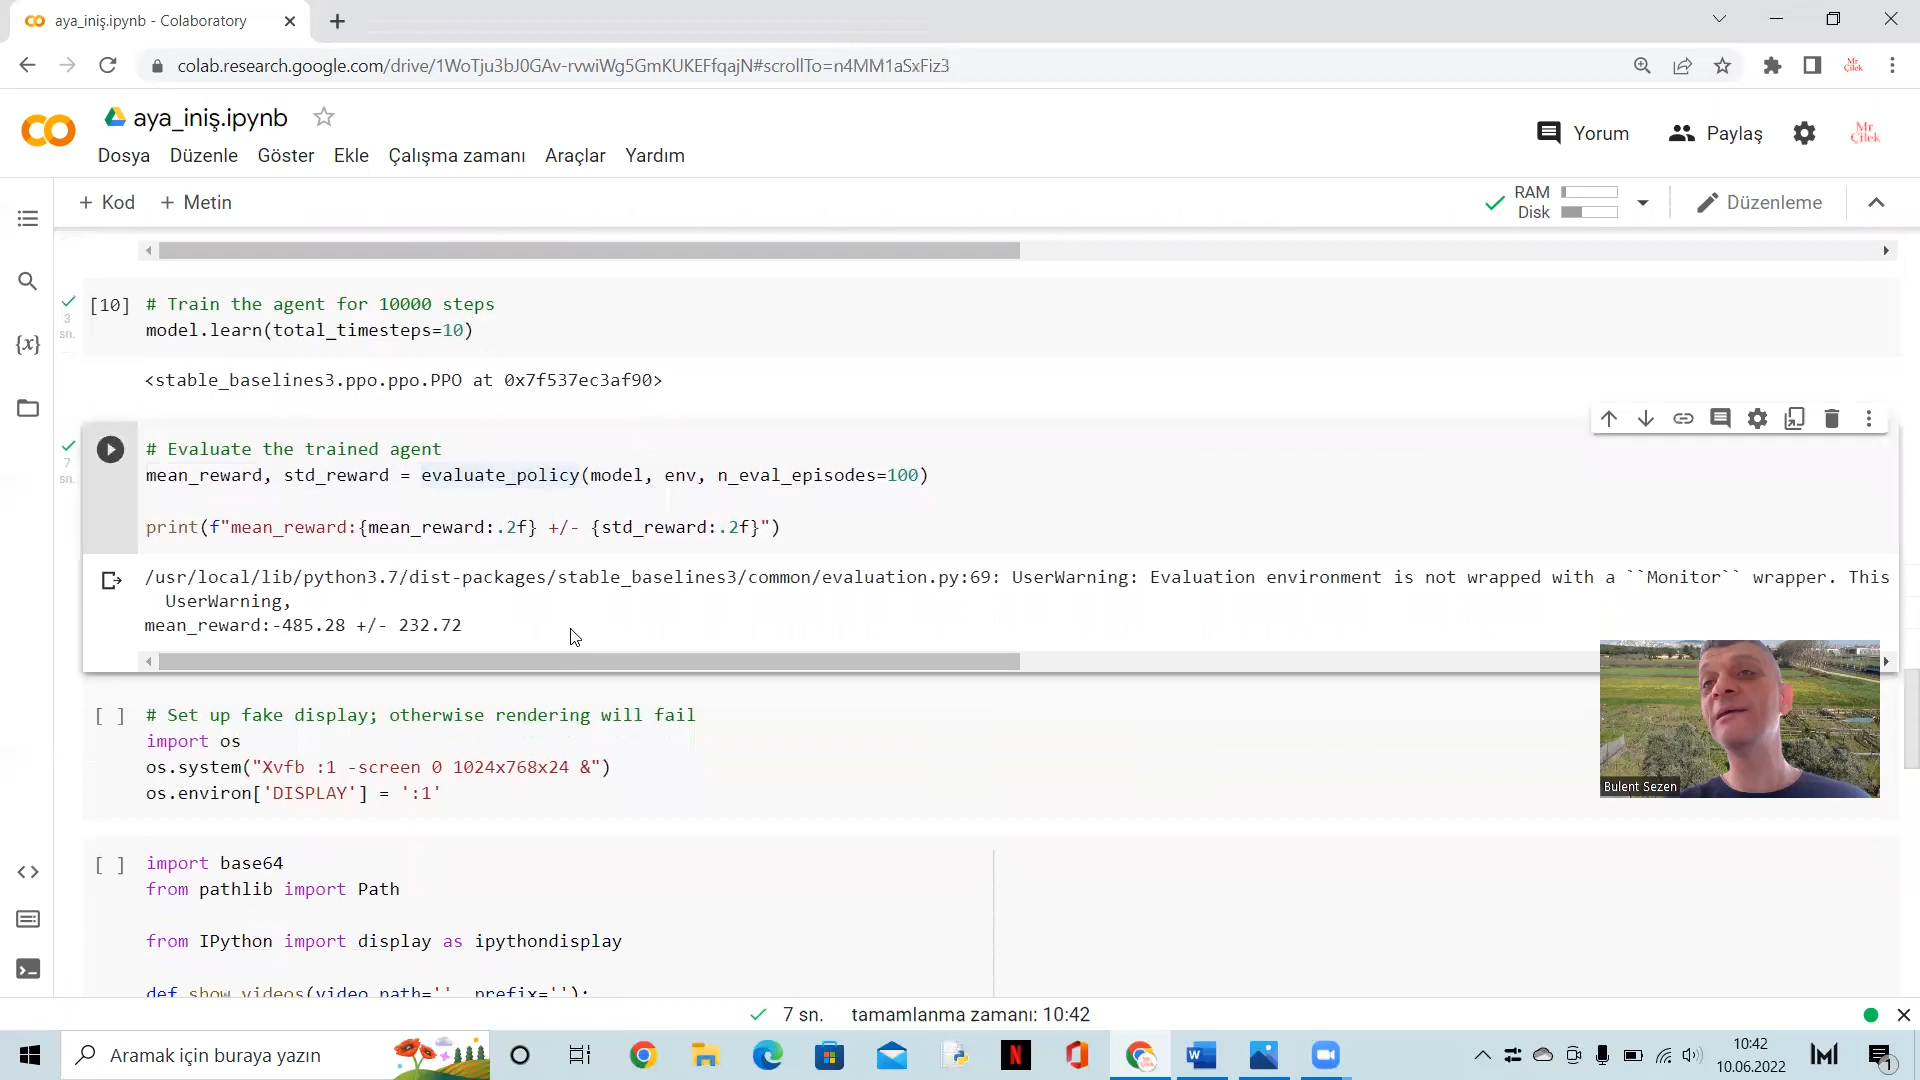 aya_iniş.ipynb - Colaboratory
colab.research.google.com/drive/1WoTju3bJ0GAv-rvwiWg5GmKUKEFfqajN#scrollTo=n4MM1aSxFiz3
aya_iniş.ipynb
Dosya Düzenle Göster Ekle Çalışma zamanı Araçlar Yardım
Yorum
Paylaş
Mr Çilek
+ Kod + Metin
RAM
Disk
Düzenleme
[10] # Train the agent for 10000 steps
model.learn(total_timesteps=10)
3 sn.
<stable_baselines3.ppo.ppo.PPO at 0x7f537ec3af90>
# Evaluate the trained agent
mean_reward, std_reward = evaluate_policy(model, env, n_eval_episodes=100)
7 sn.
print(f"mean_reward:{mean_reward:.2f} +/- {std_reward:.2f}")
/usr/local/lib/python3.7/dist-packages/stable_baselines3/common/evaluation.py:69: UserWarning: Evaluation environment is not wrapped with a ``Monitor`` wrapper. This
UserWarning,
mean_reward:-485.28 +/- 232.72
[ ] # Set up fake display; otherwise rendering will fail
import os
os.system("Xvfb :1 -screen 0 1024x768x24 &")
os.environ['DISPLAY'] = ':1'
Bulent Sezen
[ ] import base64
from pathlib import Path
from IPython import display as ipythondisplay
def show_videos(video_path='', prefix=''):
7 sn. tamamlanma zamanı: 10:42
Aramak için buraya yazın
10:42
10.06.2022
1